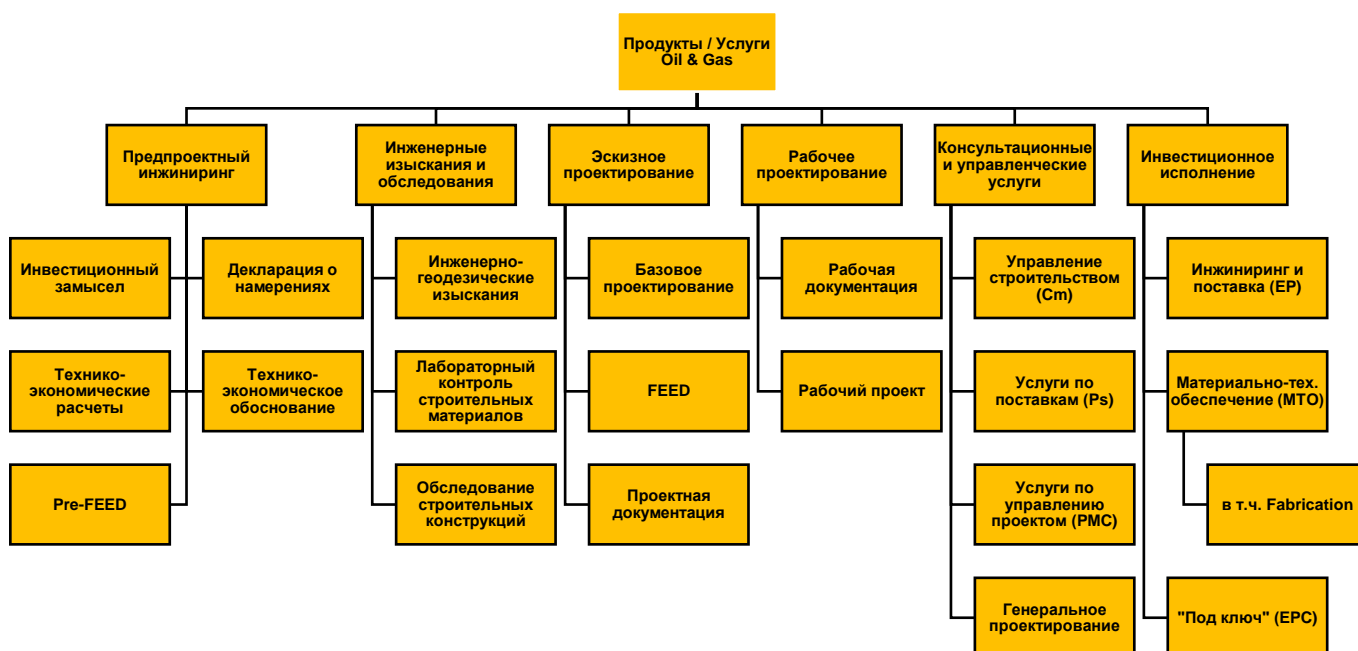 Продукты / Услуги
Oil & Gas
Предпроектный
инжиниринг
Инженерные
изыскания и
обследования
Эскизное
проектирование
Рабочее
проектирование
Консультационные
и управленческие
услуги
Инвестиционное
исполнение
Инвестиционный
замысел
Декларация о
намерениях
Инженерно-
геодезические
изыскания
Базовое
проектирование
Рабочая
документация
Управление
строительством
(Cm)
Инжиниринг и
поставка (EP)
Технико-
экономические
расчеты
Технико-
экономическое
обоснование
Лабораторный
контроль
строительных
материалов
FEED
Рабочий проект
Услуги по
поставкам (Ps)
Материально-тех.
обеспечение (МТО)
Pre-FEED
Обследование
строительных
конструкций
Проектная
документация
Услуги по
управлению
проектом (PMC)
в т.ч. Fabrication
Генеральное
проектирование
"Под ключ" (EPC)